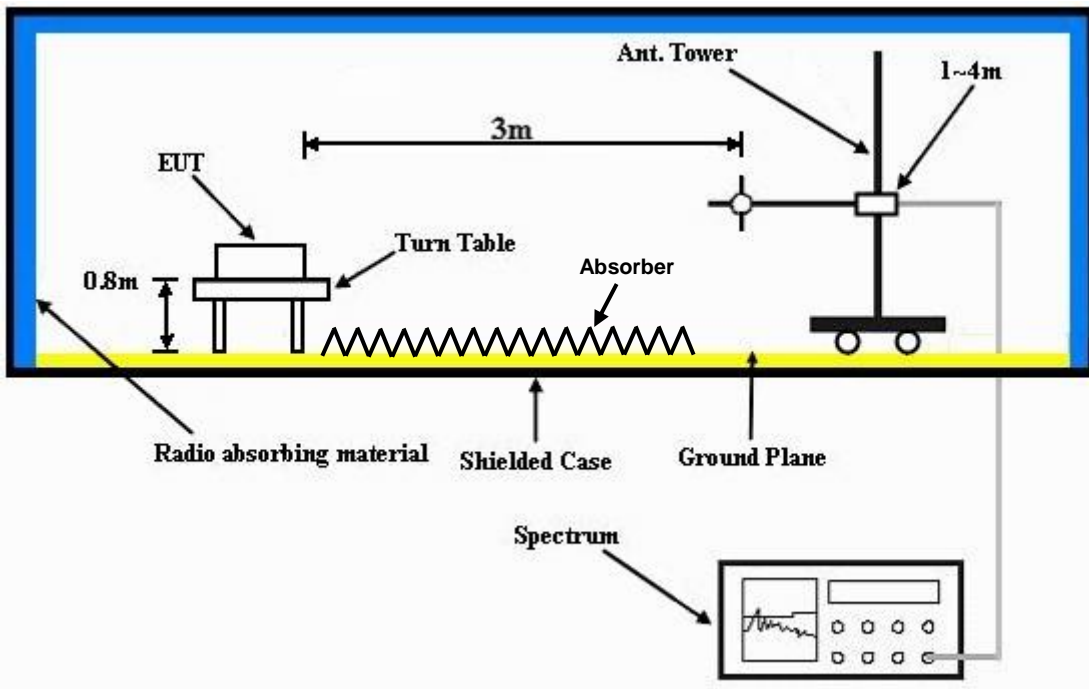 Ant. Tower
1~4m
3m
EUT
Turn Table
0.8m
Absorber
Radio absorbing material
Shielded Case
Ground Plane
Spectrum